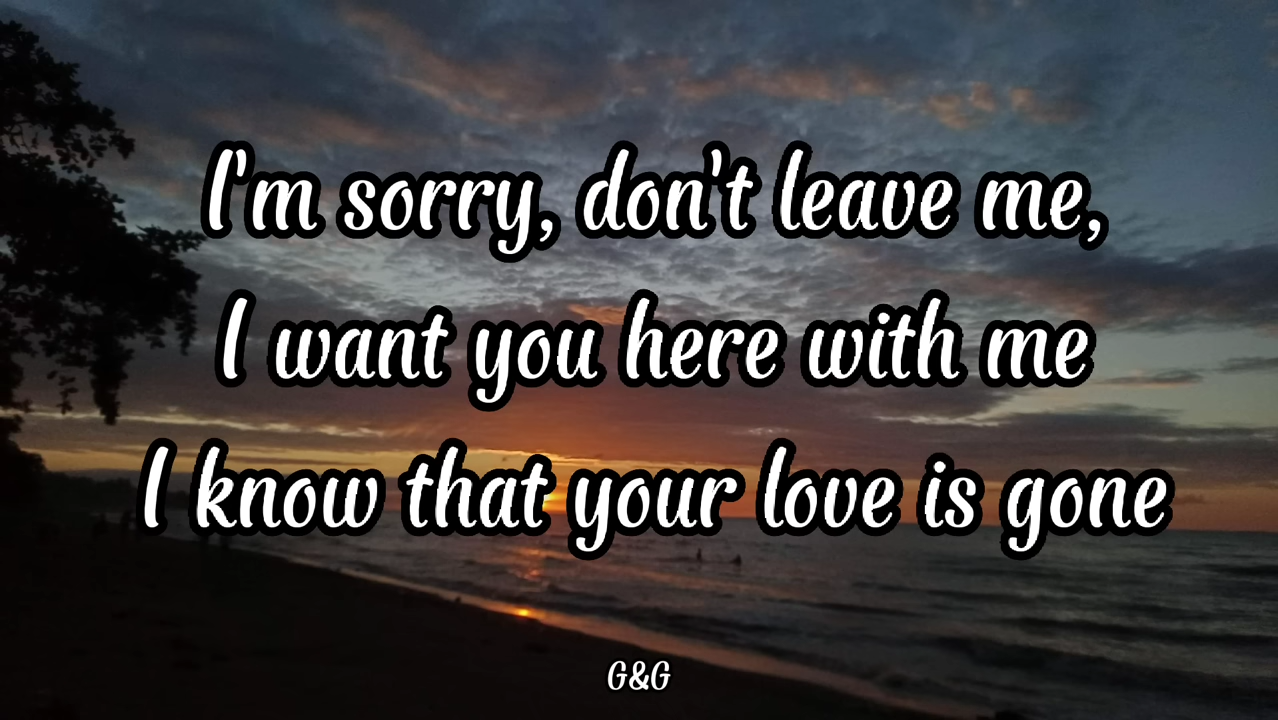 I'm sorry, don't leave me,
I want you here with me
I know that your love is gone
G&G